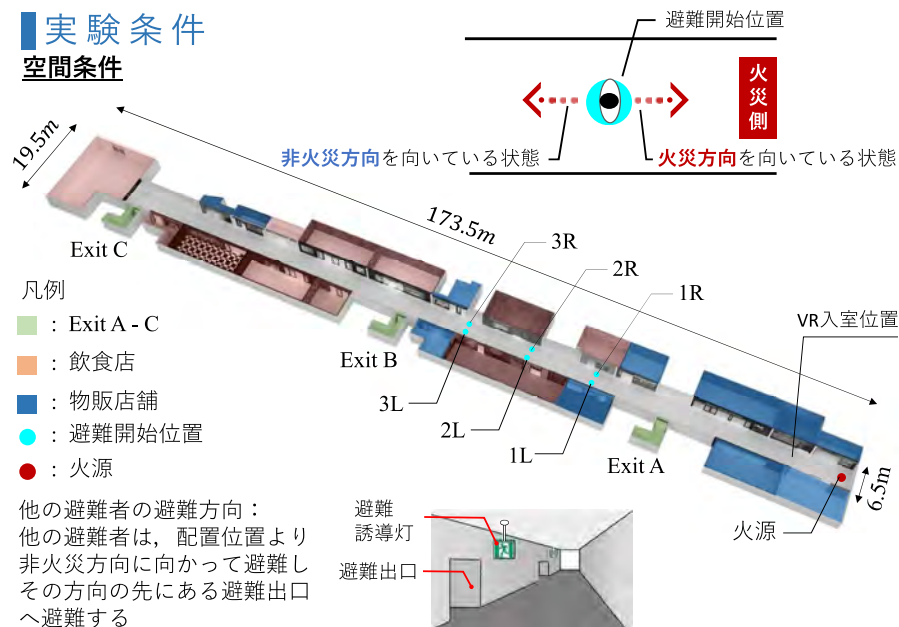 実験条件
空間条件
避難開始位置
火災側
非火災方向を向いている状態
火災方向を向いている状態
19.5m
173.5m
Exit C
3R
2R
1R
VR入室位置
凡例
: Exit A - C
: 飲食店
: 物販店舗
: 避難開始位置
: 火源
Exit B
3L
2L
1L
Exit A
6.5m
火源
他の避難者の避難方向：
他の避難者は，配置位置より
非火災方向に向かって避難し
その方向の先にある避難出口
へ避難する
避難
誘導灯
避難出口